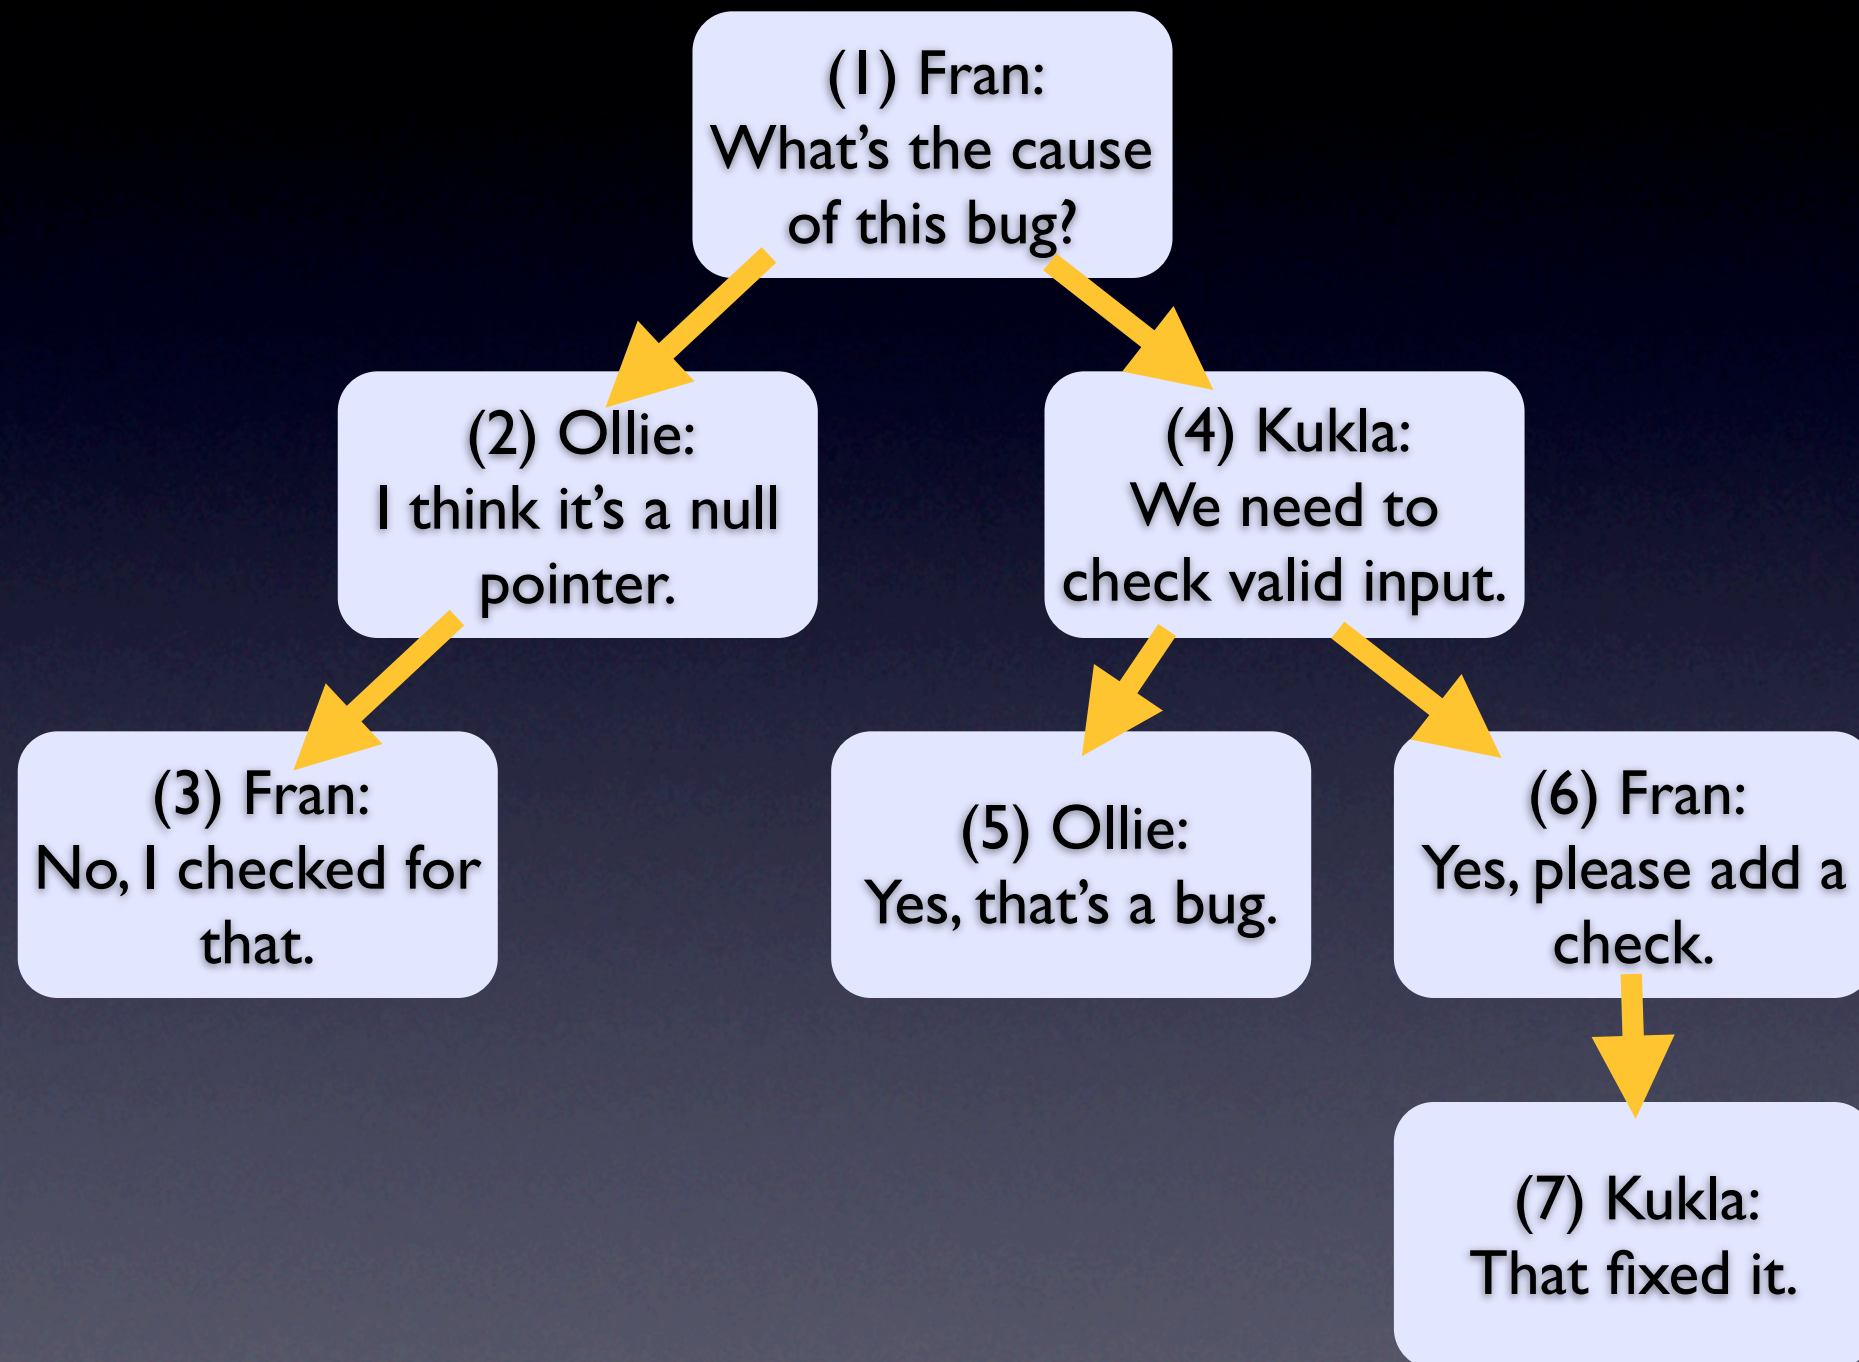 (1) Fran:
What's the cause
of this bug?
(2) Ollie:
I think it's a null
pointer.
(4) Kukla:
We need to
check valid input.
(3) Fran:
No, I checked for
that.
(5) Ollie:
Yes, that's a bug.
(6) Fran:
Yes, please add a
check.
(7) Kukla:
That fixed it.